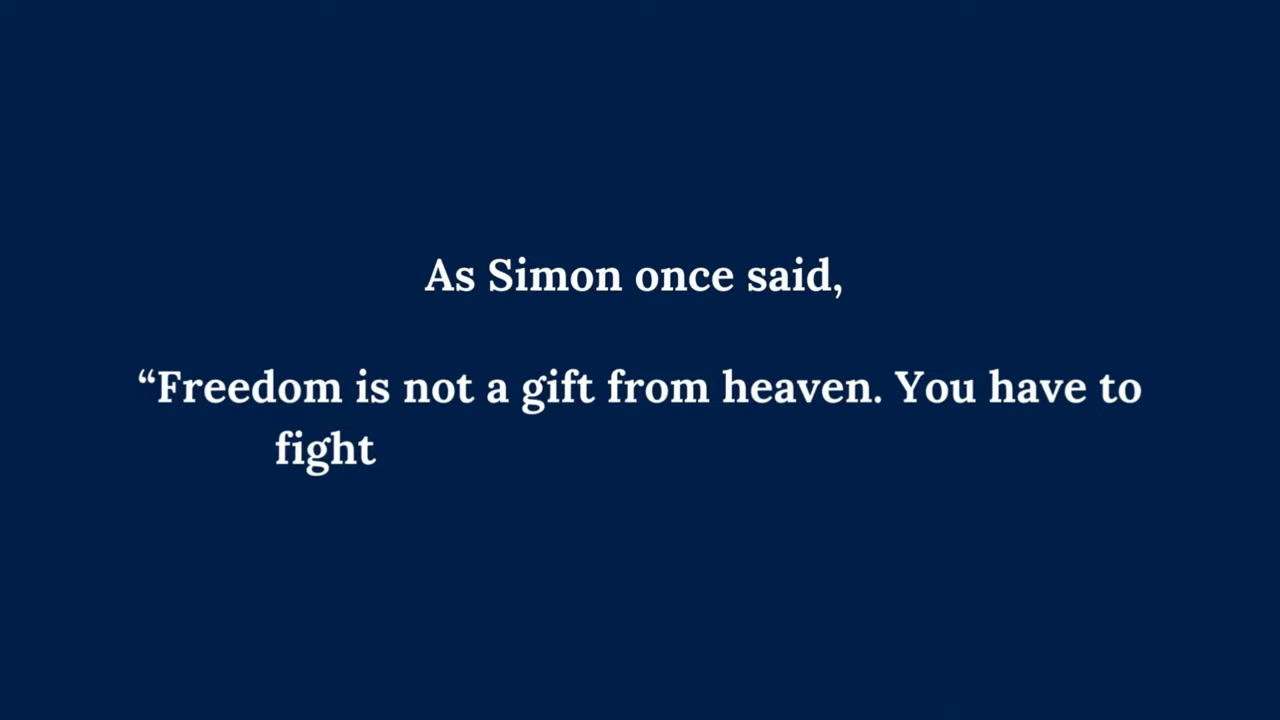 As Simon once said,
“Freedom is not a gift from heaven. You have to
fight